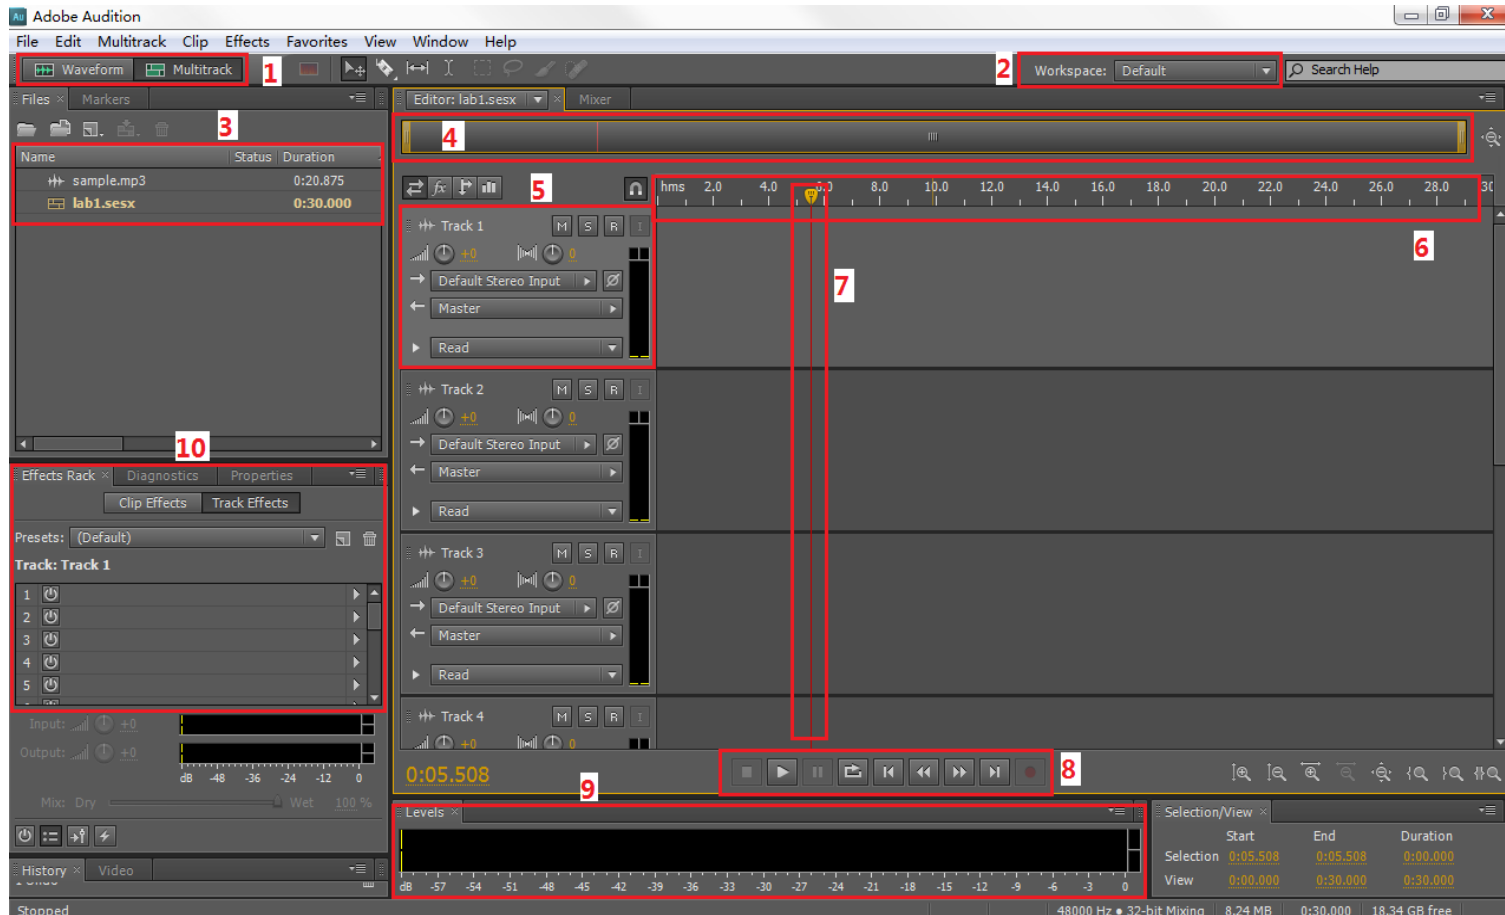 Au Adobe Audition
File Edit Multitrack Clip Effects Favorites View Window Help
Waveform Multitrack 1 2 Workspace: Default Search Help
Files × Markers
3
Name Status Duration
sample.mp3 0:20.875
lab1.sesx 0:30.000
Editor: lab1.sesx × Mixer
4
fx 5
hms 2.0 4.0 6.0 8.0 10.0 12.0 14.0 16.0 18.0 20.0 22.0 24.0 26.0 28.0 30
6
7
Track 1 M S R I
+0 0
Default Stereo Input
Master
Read
Track 2 M S R I
+0 0
Default Stereo Input
Master
Read
Track 3 M S R I
+0 0
Default Stereo Input
Master
Read
Track 4 M S R I
+0 0
10
Effects Rack × Diagnostics Properties
Clip Effects Track Effects
Presets: (Default)
Track: Track 1
1
2
3
4
5
Input: +0
Output: +0
dB -48 -36 -24 -12 0
Mix: Dry Wet 100 %
History × Video
1 Undo
Stopped
0:05.508
8
9
Levels ×
dB -57 -54 -51 -48 -45 -42 -39 -36 -33 -30 -27 -24 -21 -18 -15 -12 -9 -6 -3 0
Selection/View ×
Start End Duration
Selection 0:05.508 0:05.508 0:00.000
View 0:00.000 0:30.000 0:30.000
48000 Hz ● 32-bit Mixing 8.24 MB 0:30.000 18.34 GB free